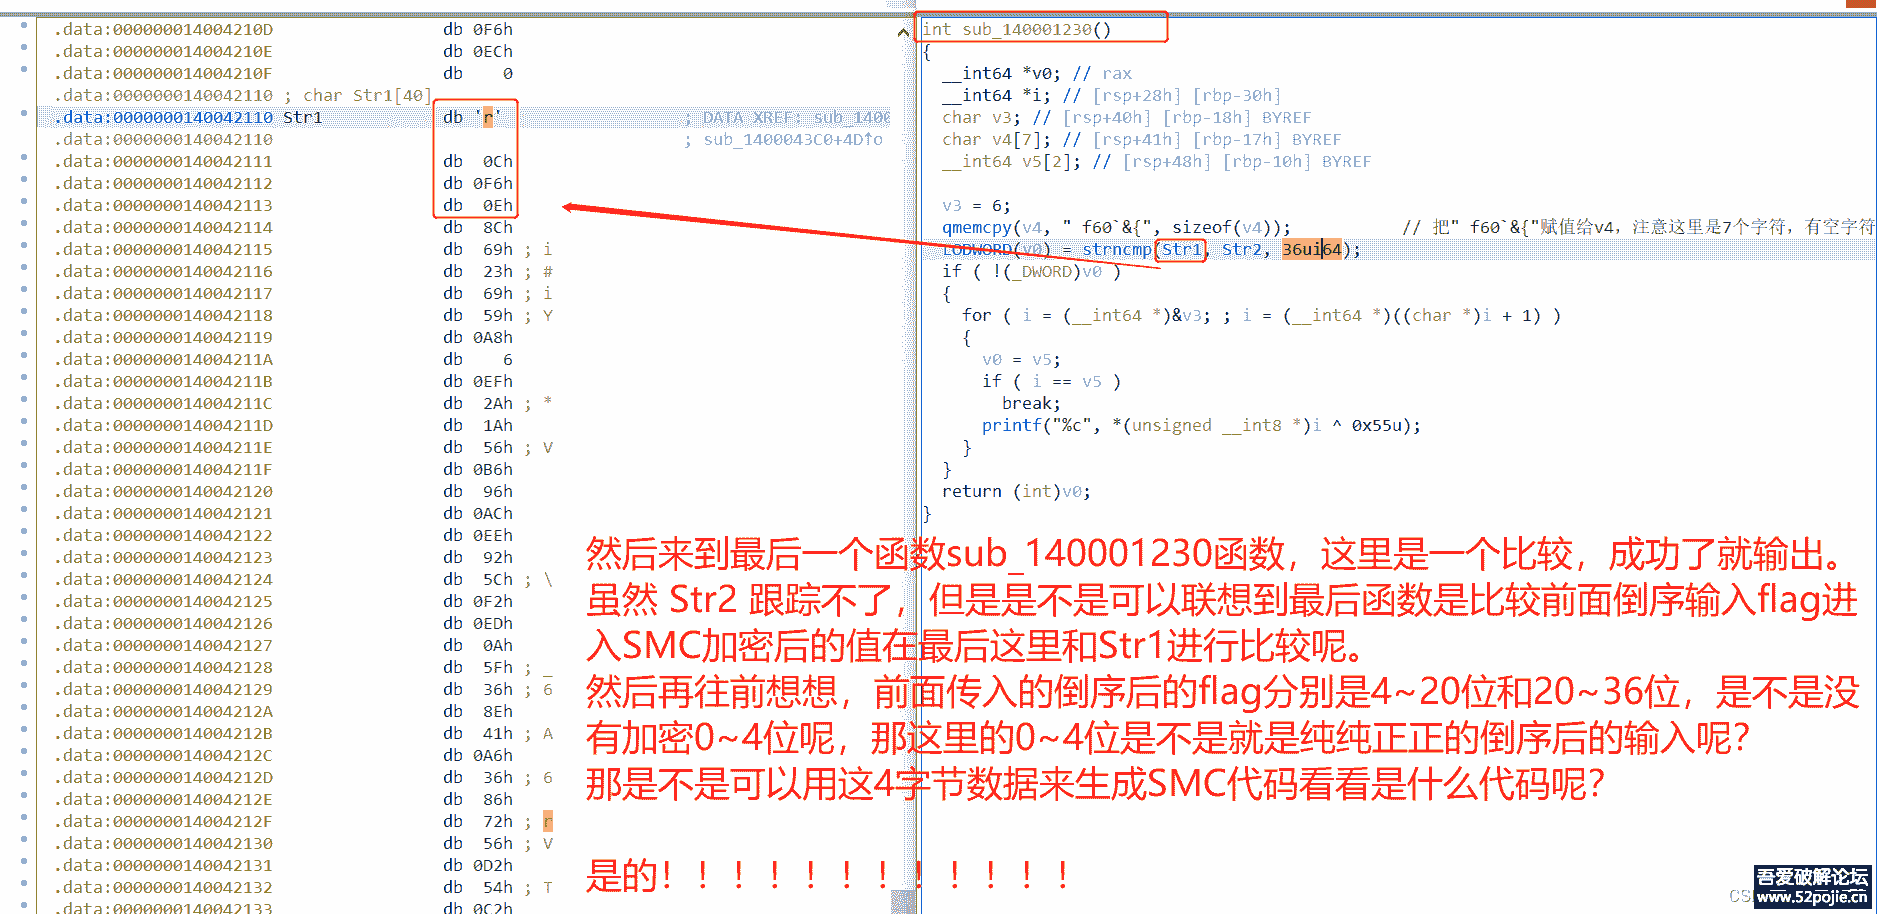 .data:000000014004210D db 0F6h
.data:000000014004210E db 0ECh
.data:000000014004210F db 0
.data:0000000140042110 ; char Str1[40]
.data:0000000140042110 Str1 db 'r' ; DATA XREF: sub_1400
.data:0000000140042110 ; sub_1400043C0+4D↑o
.data:0000000140042111 db 0Ch
.data:0000000140042112 db 0F6h
.data:0000000140042113 db 0Eh
.data:0000000140042114 db 8Ch
.data:0000000140042115 db 69h ; i
.data:0000000140042116 db 23h ; #
.data:0000000140042117 db 69h ; i
.data:0000000140042118 db 59h ; Y
.data:0000000140042119 db 0A8h
.data:000000014004211A db 6
.data:000000014004211B db 0EFh
.data:000000014004211C db 2Ah ; *
.data:000000014004211D db 1Ah
.data:000000014004211E db 56h ; V
.data:000000014004211F db 0B6h
.data:0000000140042120 db 96h
.data:0000000140042121 db 0ACh
.data:0000000140042122 db 0EEh
.data:0000000140042123 db 92h
.data:0000000140042124 db 5Ch ; \
.data:0000000140042125 db 0F2h
.data:0000000140042126 db 0EDh
.data:0000000140042127 db 0Ah
.data:0000000140042128 db 5Fh ; _
.data:0000000140042129 db 36h ; 6
.data:000000014004212A db 8Eh
.data:000000014004212B db 41h ; A
.data:000000014004212C db 0A6h
.data:000000014004212D db 36h ; 6
.data:000000014004212E db 86h
.data:000000014004212F db 72h ; r
.data:0000000140042130 db 56h ; V
.data:0000000140042131 db 0D2h
.data:0000000140042132 db 54h ; T
.data:0000000140042133 db 0C2h
int sub_140001230()
{
__int64 *v0; // rax
__int64 *i; // [rsp+28h] [rbp-30h]
char v3; // [rsp+40h] [rbp-18h] BYREF
char v4[7]; // [rsp+41h] [rbp-17h] BYREF
__int64 v5[2]; // [rsp+48h] [rbp-10h] BYREF
v3 = 6;
qmemcpy(v4, " f60`&{", sizeof(v4)); // 把" f60`&{"赋值给v4，注意这里是7个字符，有空字符
LODWORD(v0) = strncmp(Str1, Str2, 36ui64);
if ( !(_DWORD)v0 )
{
for ( i = (__int64 *)&v3; ; i = (__int64 *)((char *)i + 1) )
{
v0 = v5;
if ( i == v5 )
break;
printf("%c", *(unsigned __int8 *)i ^ 0x55u);
}
}
return (int)v0;
}
然后来到最后一个函数sub_140001230函数，这里是一个比较，成功了就输出。
虽然 Str2 跟踪不了，但是是不是可以联想到最后函数是比较前面倒序输入flag进
入SMC加密后的值在最后这里和Str1进行比较呢。
然后再往前想想，前面传入的倒序后的flag分别是4~20位和20~36位，是不是没
有加密0~4位呢，那这里的0~4位是不是就是纯纯正正的倒序后的输入呢？
那是不是可以用这4字节数据来生成SMC代码看看是什么代码呢？
是的！！！！！！！！！！！！
吾爱破解论坛
www.52pojie.cn